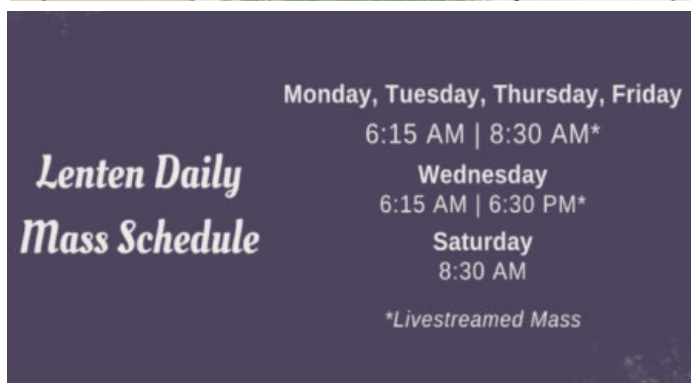 Lenten Daily
Mass Schedule
Monday, Tuesday, Thursday, Friday
6:15 AM | 8:30 AM*
Wednesday
6:15 AM | 6:30 PM*
Saturday
8:30 AM
*Livestreamed Mass